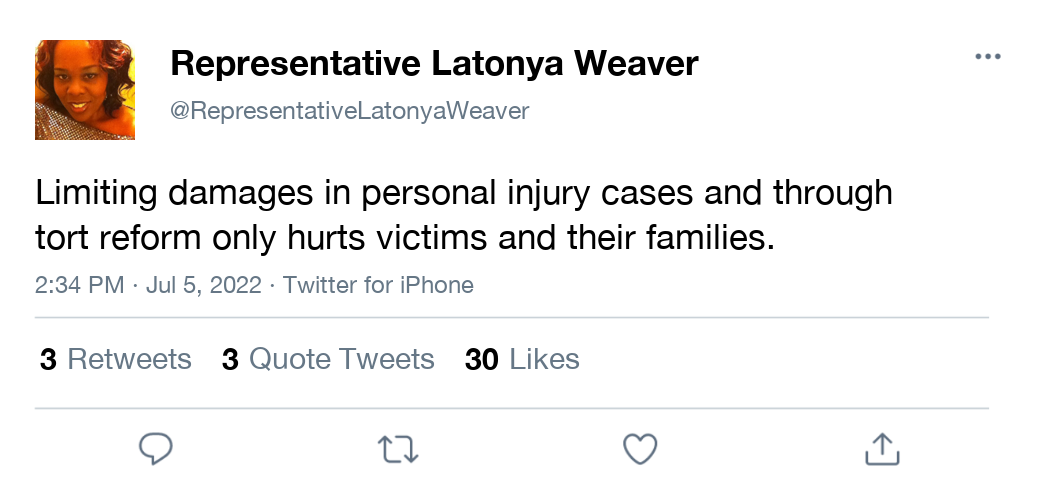 Representative Latonya Weaver
@RepresentativeLatonyaWeaver
Limiting damages in personal injury cases and through
tort reform only hurts victims and their families.
2:34 PM · Jul 5, 2022 · Twitter for iPhone
3 Retweets 3 Quote Tweets 30 Likes